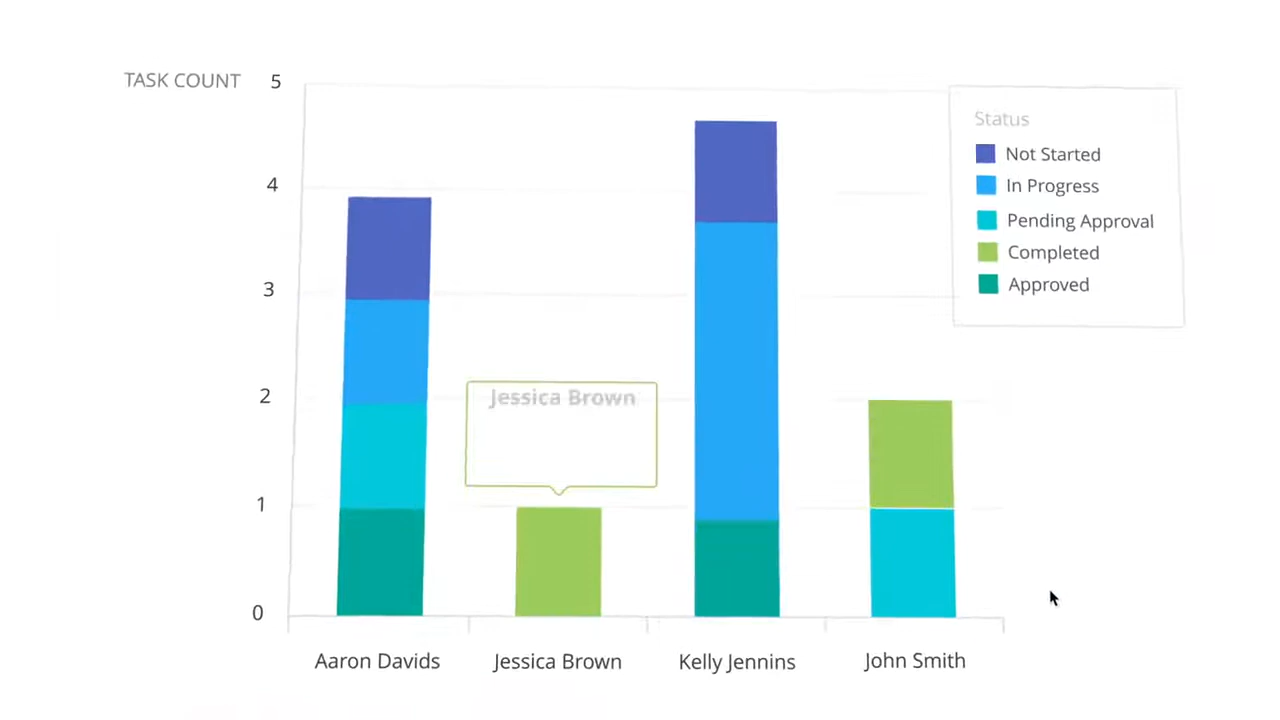 TASK COUNT
5
4
3
2
1
0
Status
Not Started
In Progress
Pending Approval
Completed
Approved
Jessica Brown
Aaron Davids
Jessica Brown
Kelly Jennins
John Smith